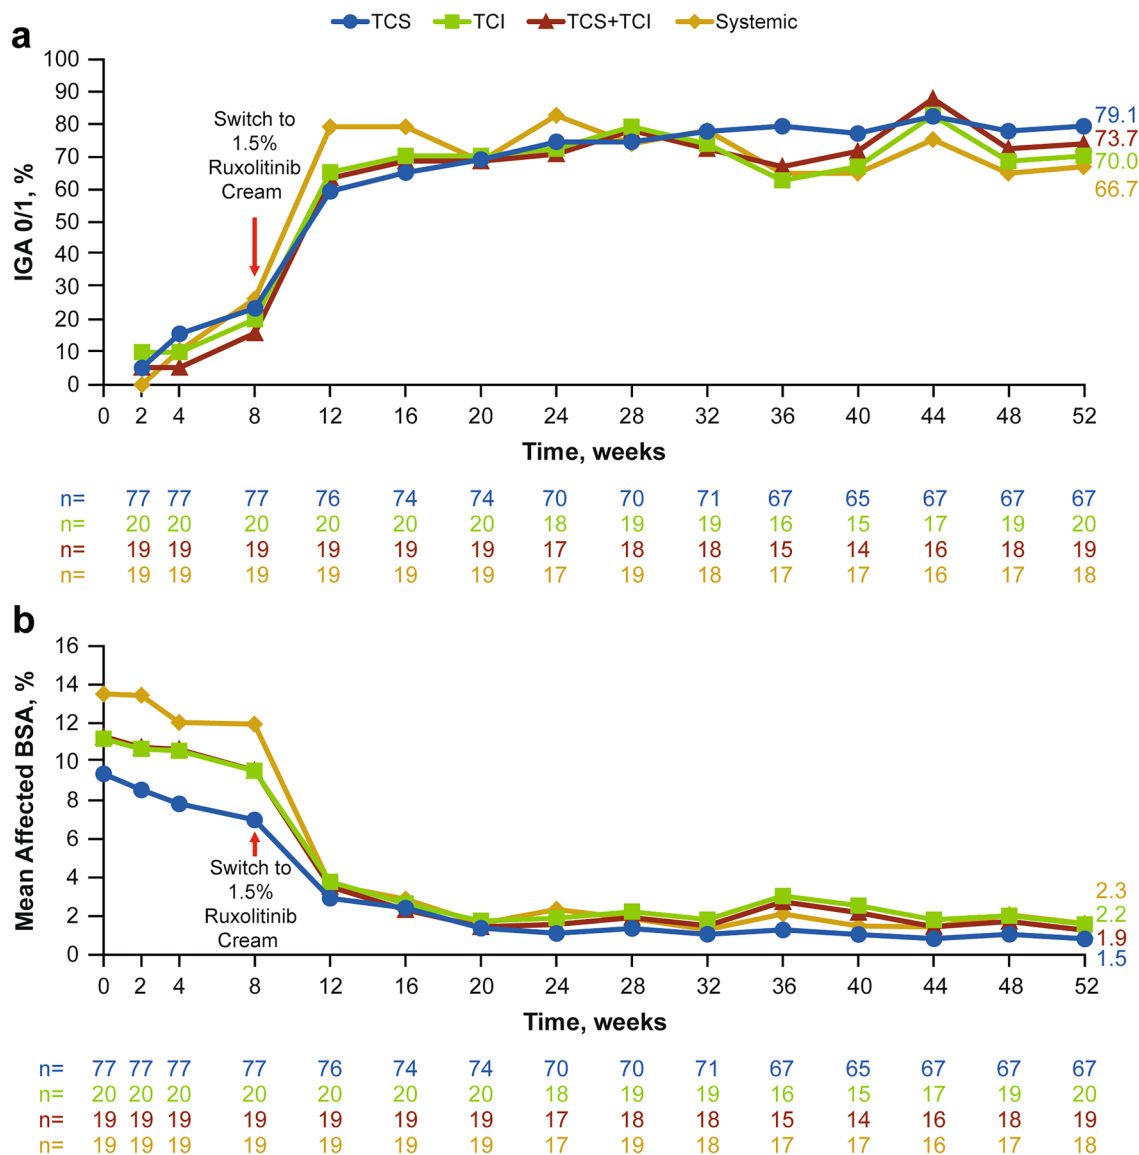 TCS TCI TCS+TCI Systemic
a
100
90
80
70
60
50
40
30
20
10
0
IGA 0/1, %
Switch to
1.5%
Ruxolitinib
Cream
79.1
73.7
70.0
66.7
0 2 4 8 12 16 20 24 28 32 36 40 44 48 52
Time, weeks
n= 77 77 77 76 74 74 70 70 71 67 65 67 67 67
n= 20 20 20 20 20 20 18 19 19 16 15 17 19 20
n= 19 19 19 19 19 19 17 18 18 15 14 16 18 19
n= 19 19 19 19 19 19 17 19 18 17 17 16 17 18
b
16
14
12
10
8
6
4
2
0
Mean Affected BSA, %
Switch to
1.5%
Ruxolitinib
Cream
2.3
2.2
1.9
1.5
0 2 4 8 12 16 20 24 28 32 36 40 44 48 52
Time, weeks
n= 77 77 77 77 76 74 74 70 70 71 67 65 67 67 67
n= 20 20 20 20 20 20 20 18 19 19 16 15 17 19 20
n= 19 19 19 19 19 19 19 17 18 18 15 14 16 18 19
n= 19 19 19 19 19 19 19 17 19 18 17 17 16 17 18